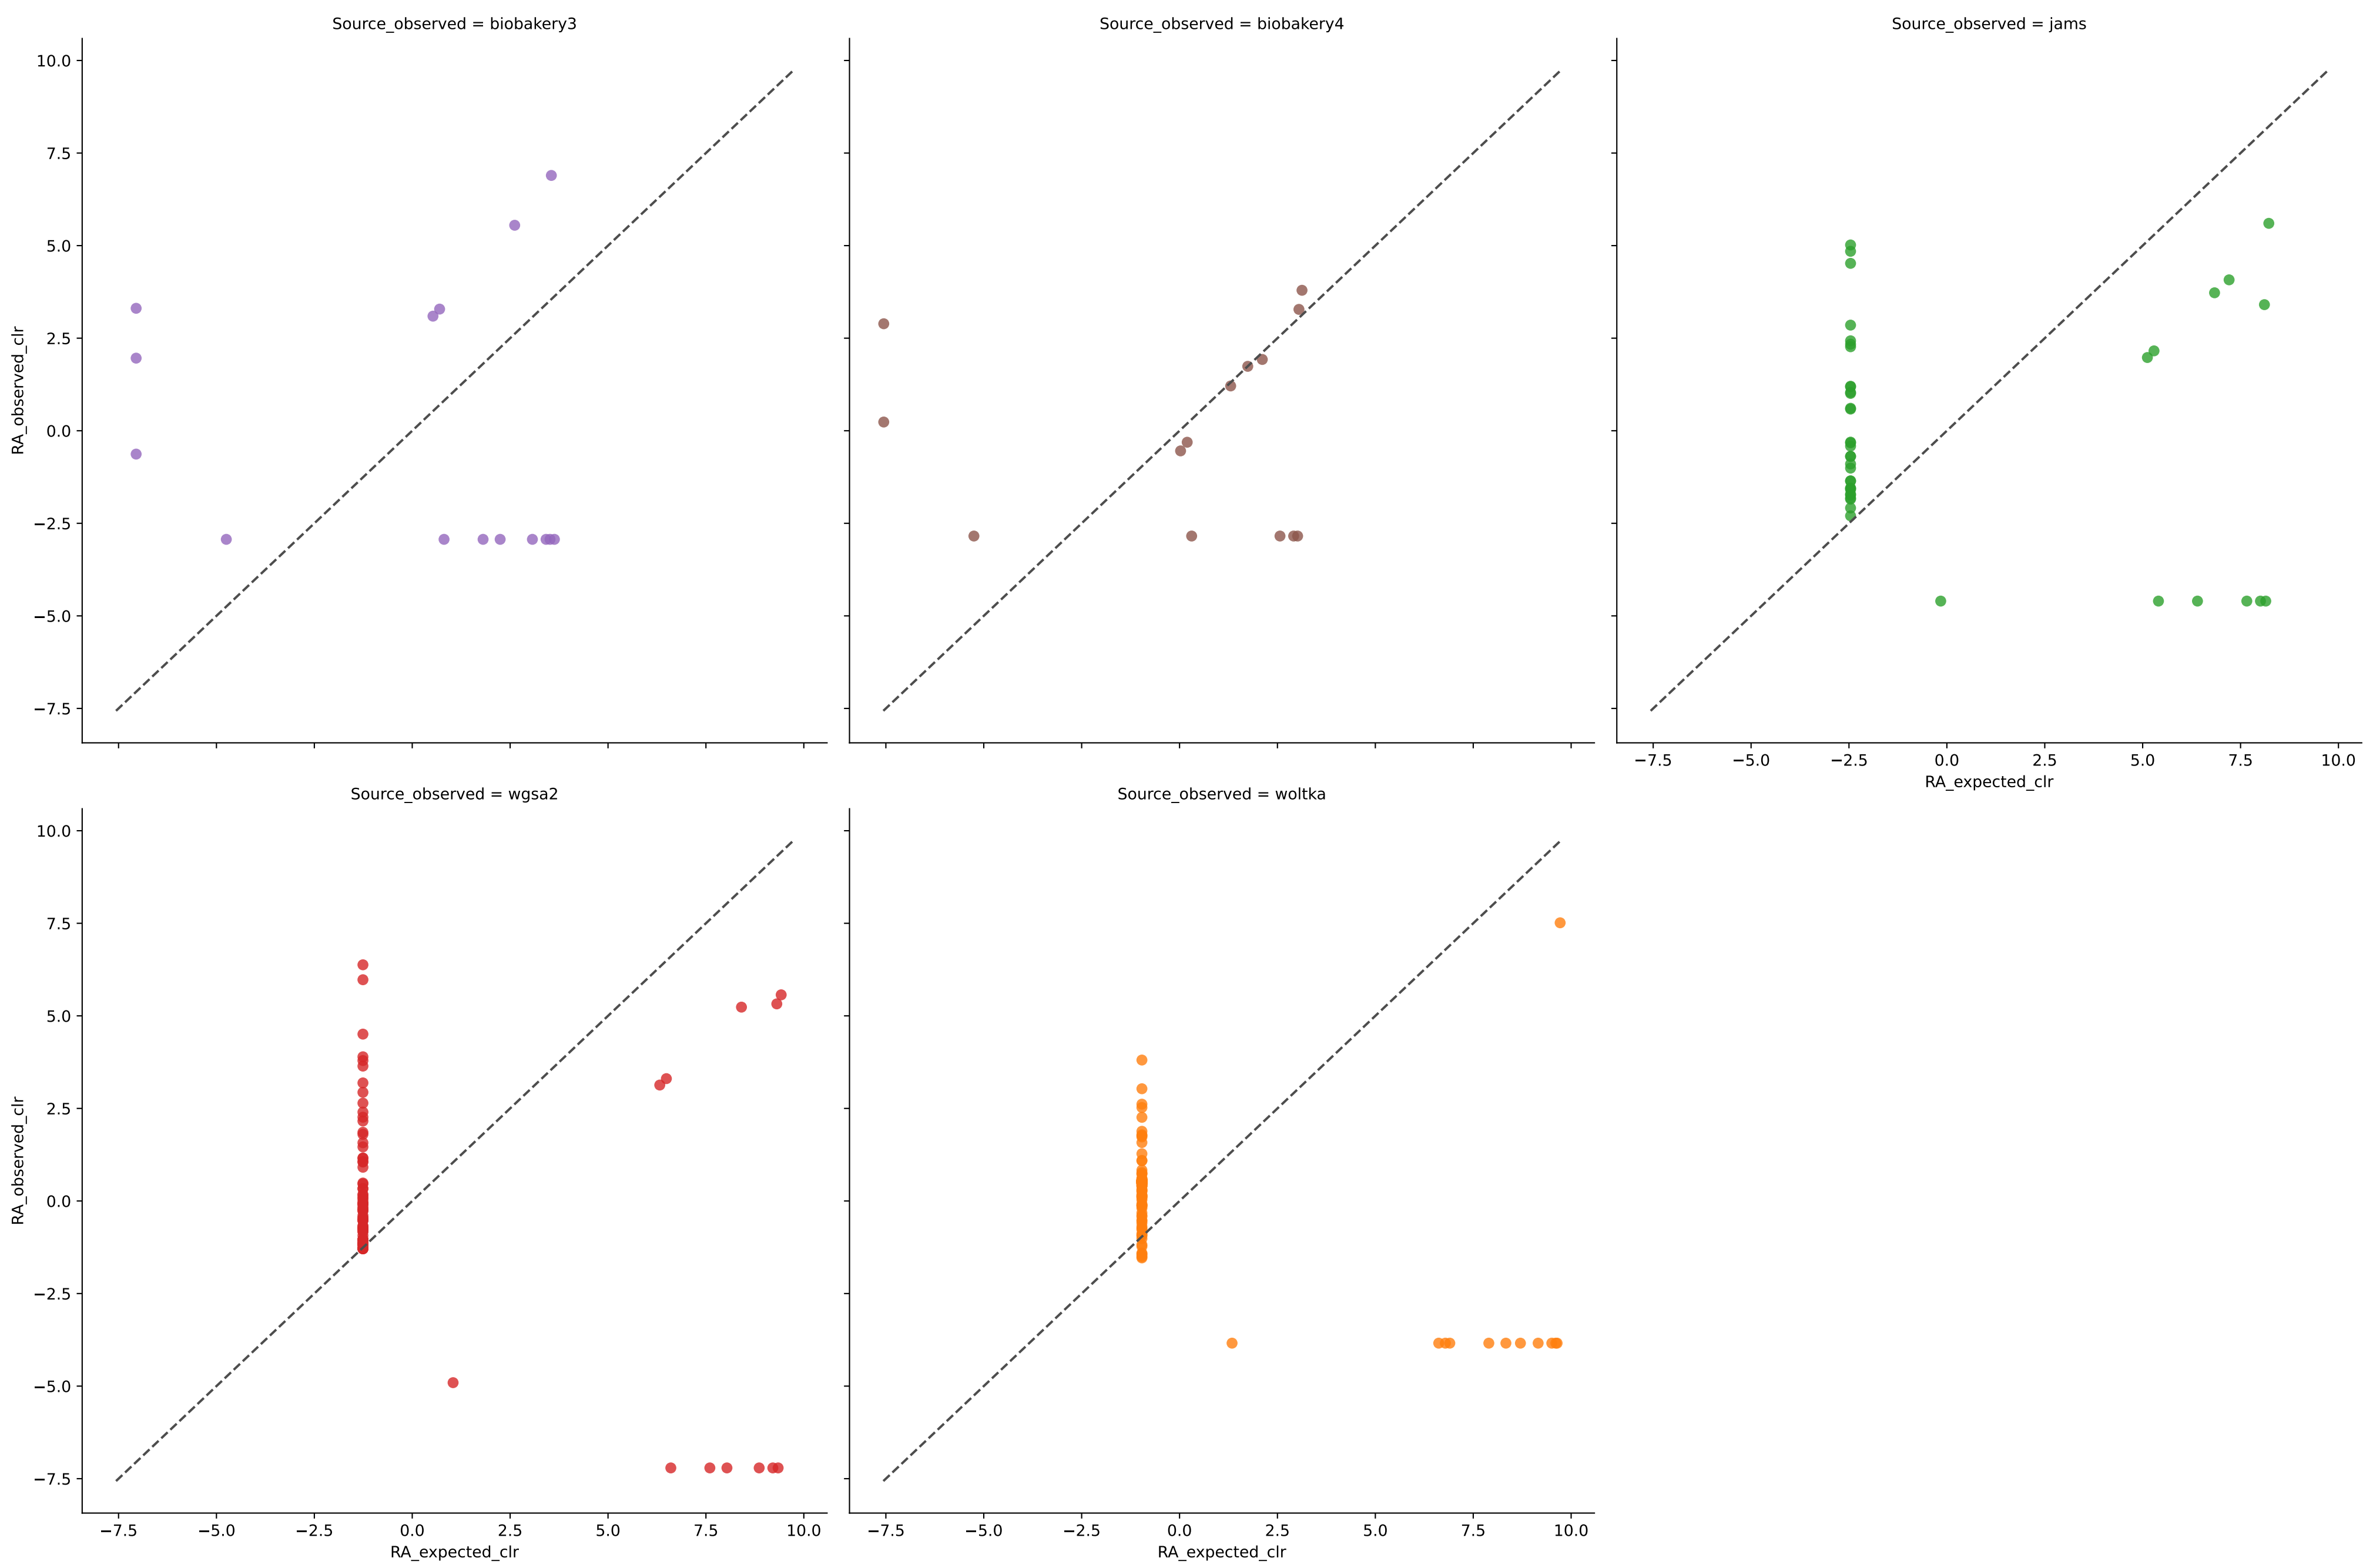 Source_observed = biobakery3
Source_observed = biobakery4
Source_observed = jams
RA_observed_clr
10.0
7.5
5.0
2.5
0.0
−2.5
−5.0
−7.5
−7.5 −5.0 −2.5 0.0 2.5 5.0 7.5 10.0
RA_expected_clr
Source_observed = wgsa2
Source_observed = woltka
RA_observed_clr
10.0
7.5
5.0
2.5
0.0
−2.5
−5.0
−7.5
−7.5 −5.0 −2.5 0.0 2.5 5.0 7.5 10.0
RA_expected_clr
−7.5 −5.0 −2.5 0.0 2.5 5.0 7.5 10.0
RA_expected_clr